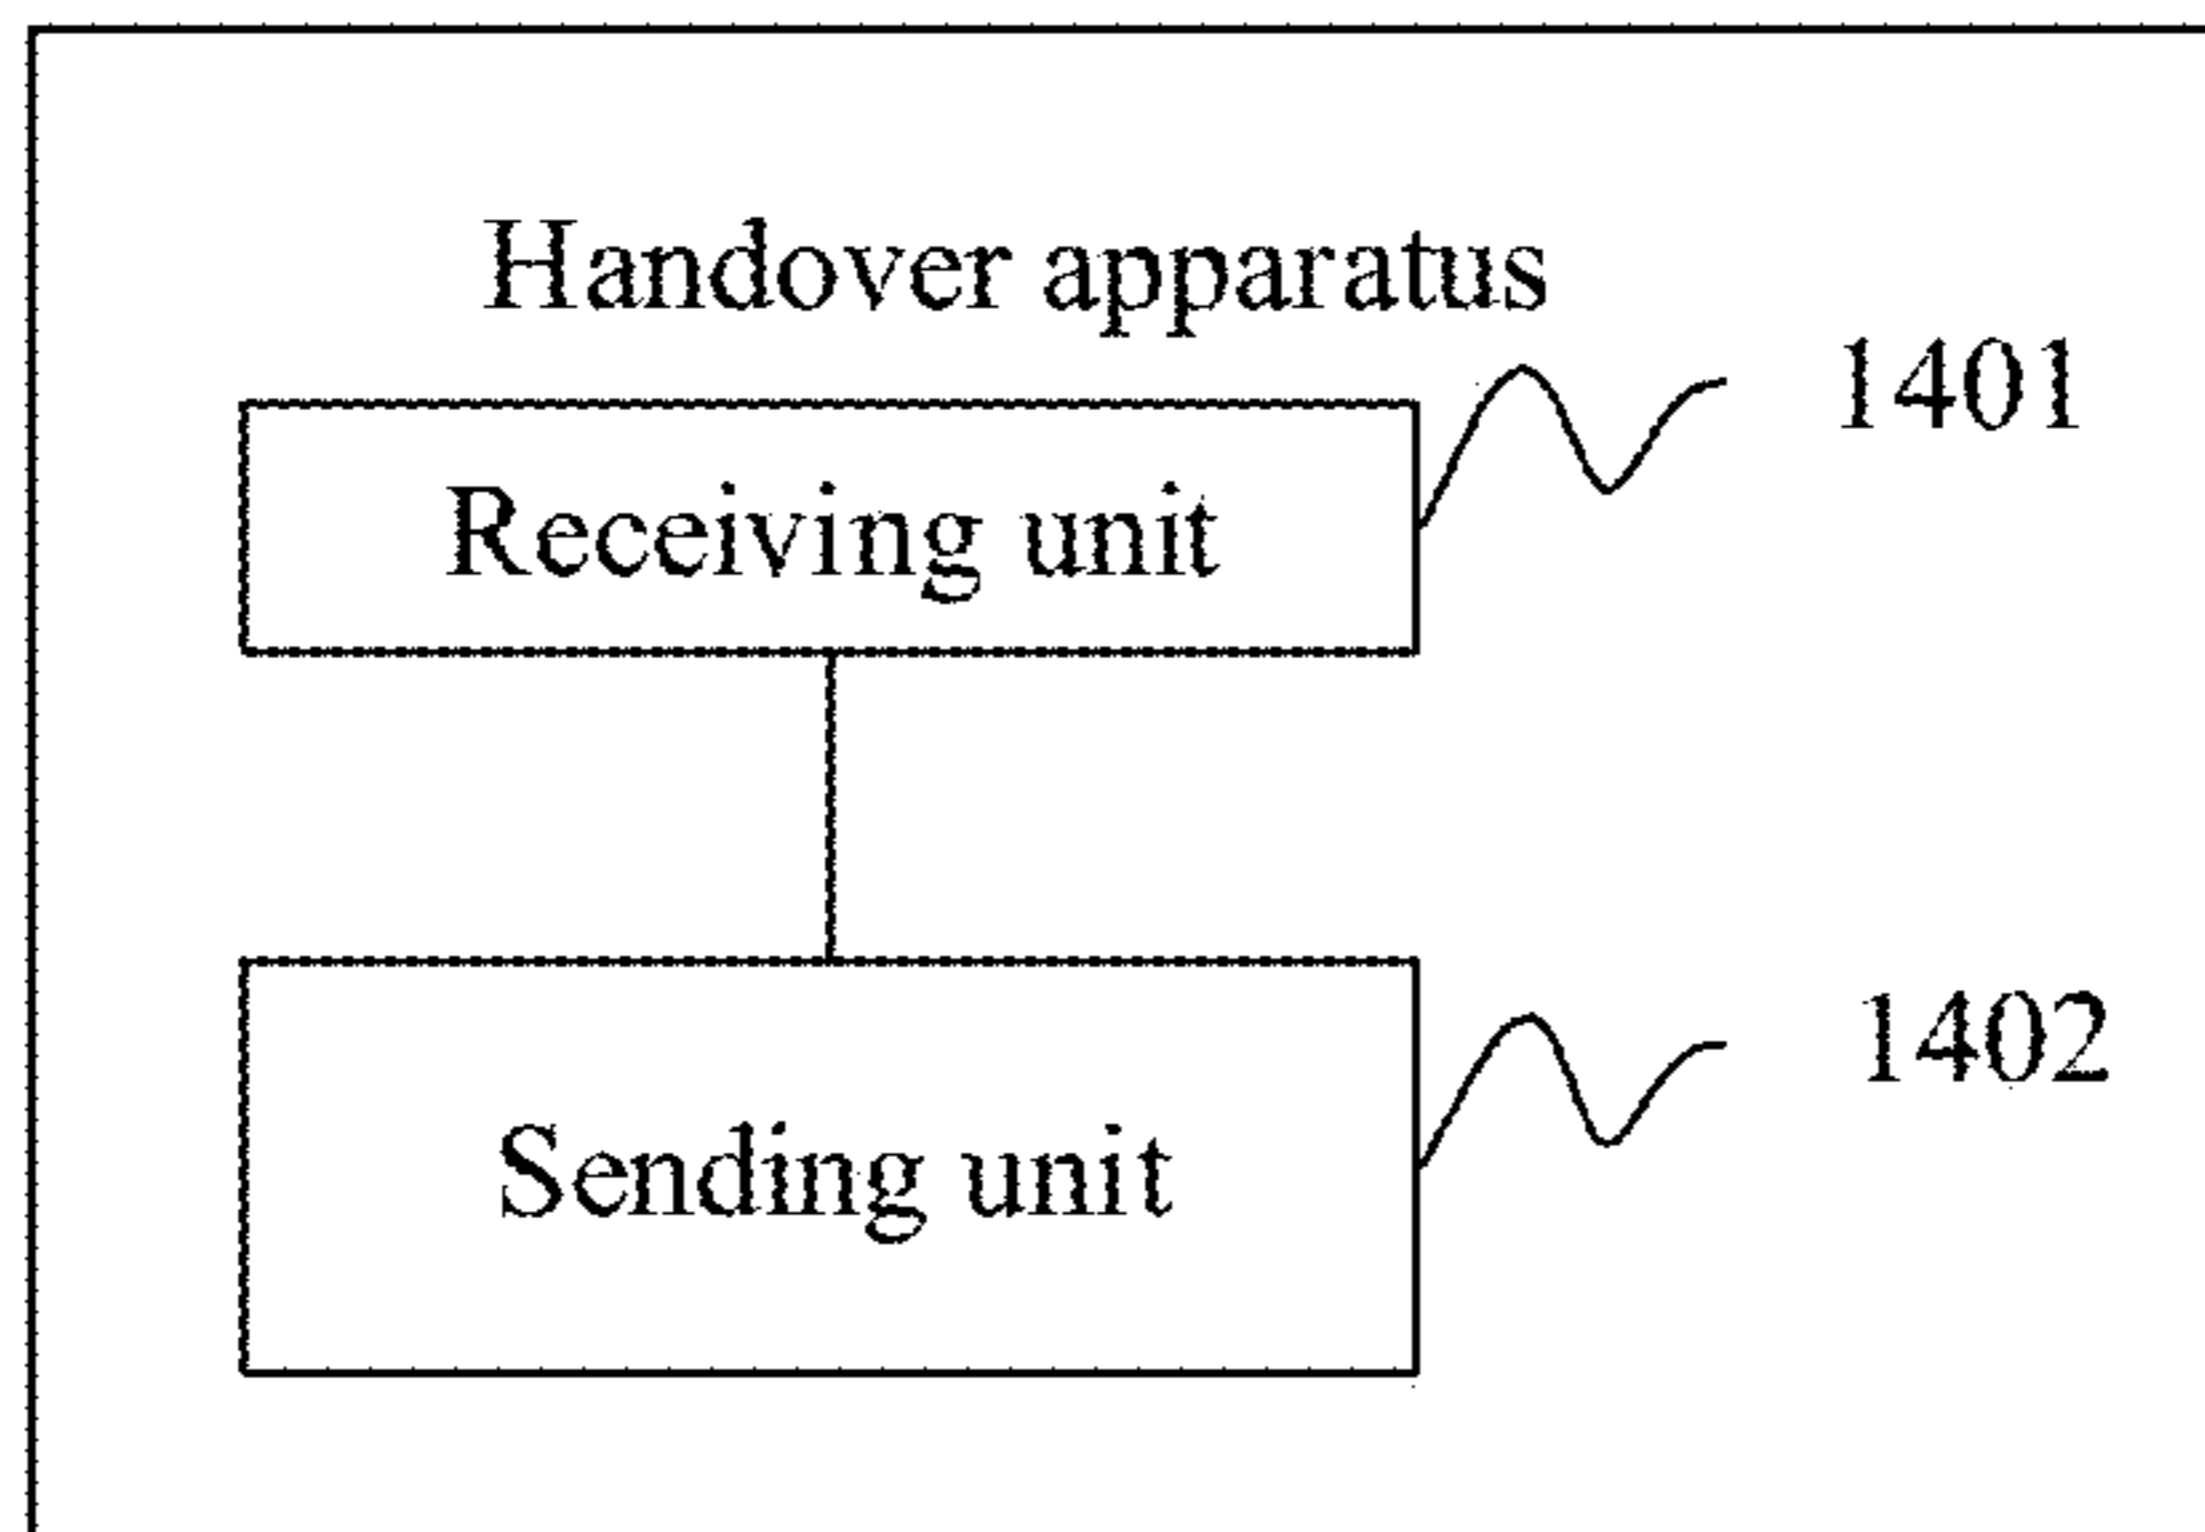 Handover apparatus
1401
Receiving unit
1402
Sending unit